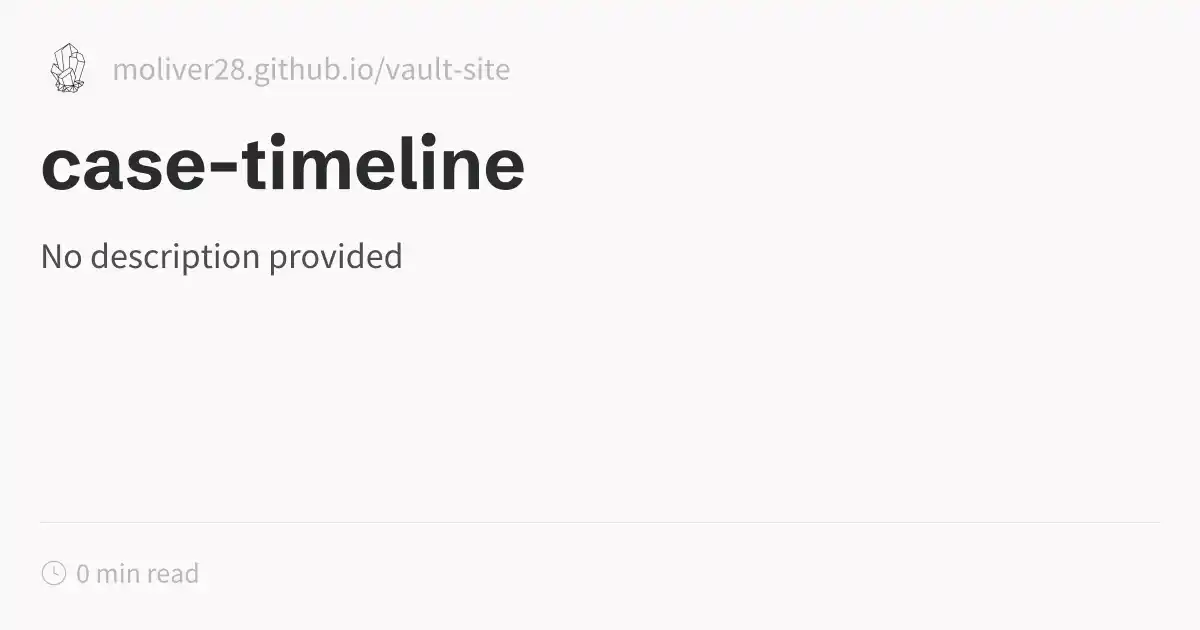 moliver28.github.io/vault-site
case-timeline
No description provided
0 min read